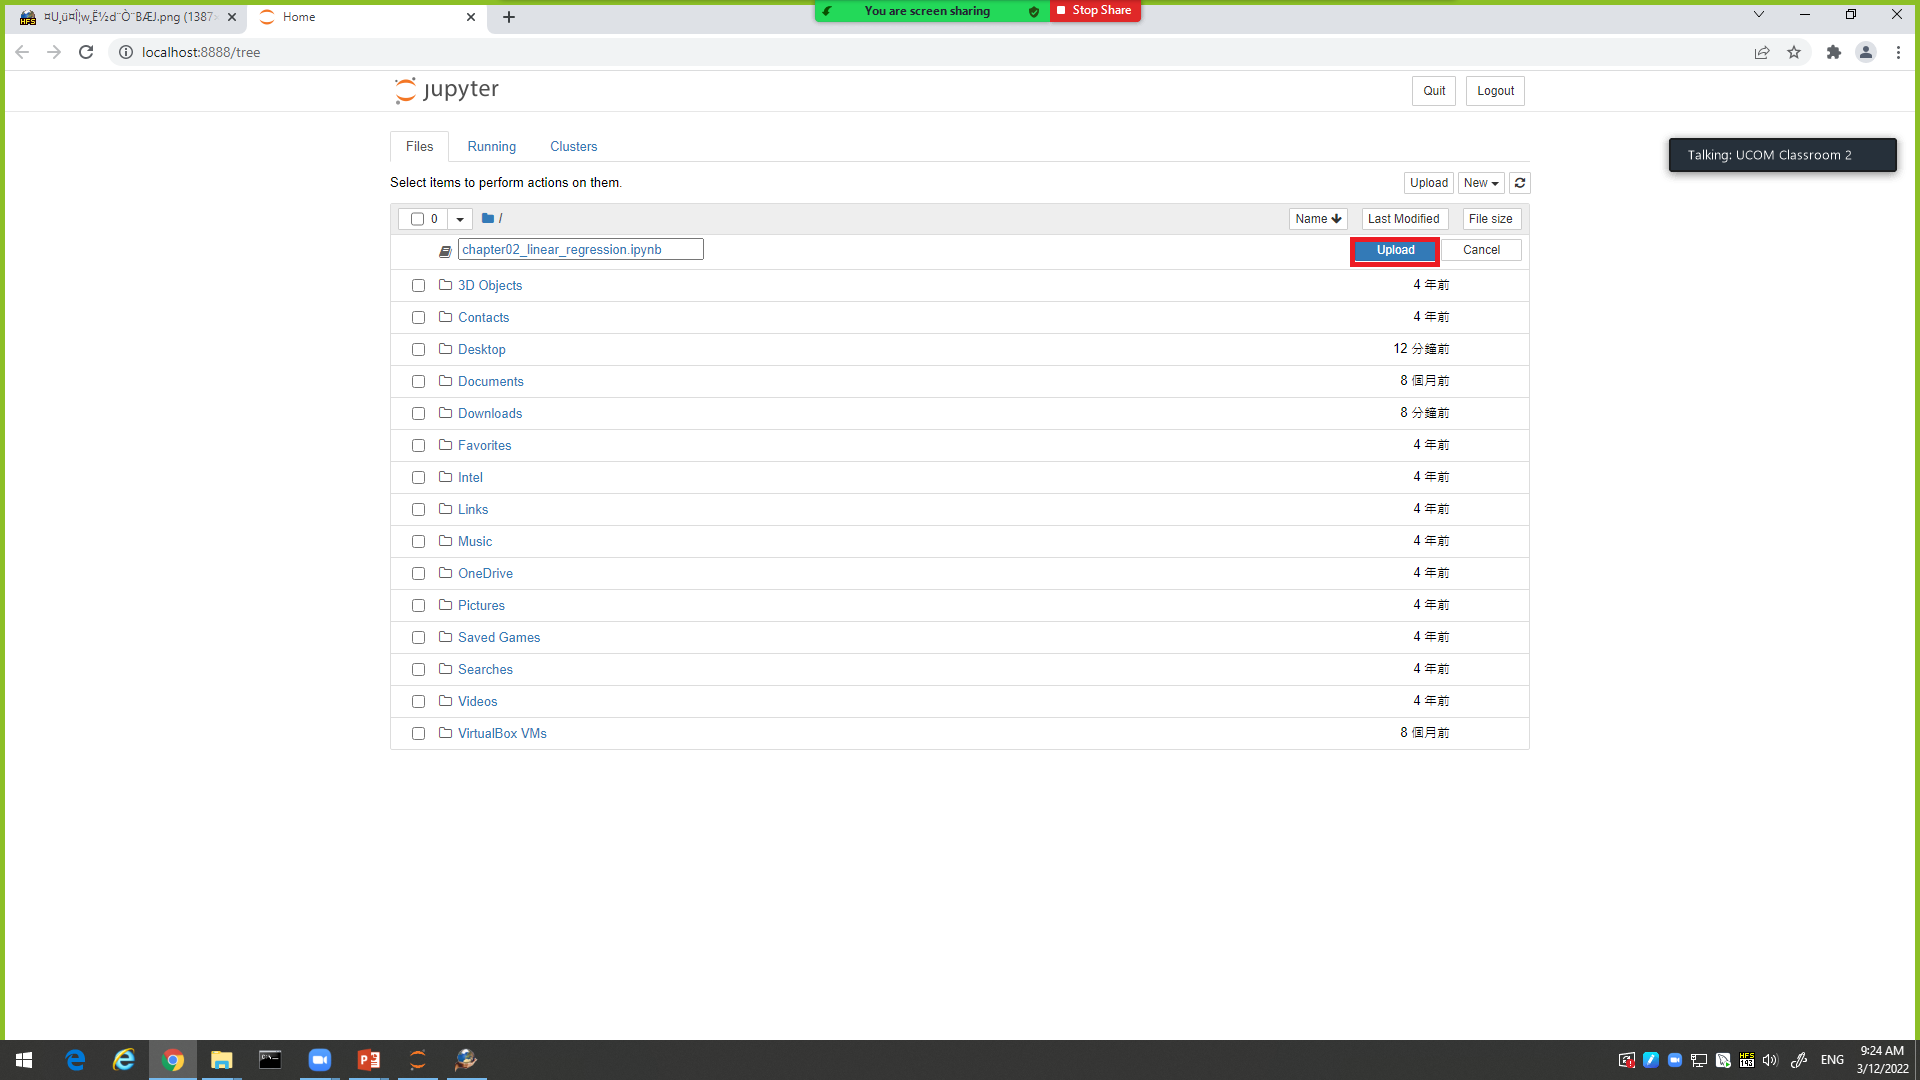 ¤U¸ü¤Î¦w¸Ë½d¨Ò¨BÆJ.png (1387×
Home
You are screen sharing
Stop Share
localhost:8888/tree
jupyter
Quit
Logout
Files
Running
Clusters
Talking: UCOM Classroom 2
Select items to perform actions on them.
Upload
New
0
/
Name
Last Modified
File size
chapter02_linear_regression.ipynb
Upload
Cancel
3D Objects
4 年前
Contacts
4 年前
Desktop
12 分鐘前
Documents
8 個月前
Downloads
8 分鐘前
Favorites
4 年前
Intel
4 年前
Links
4 年前
Music
4 年前
OneDrive
4 年前
Pictures
4 年前
Saved Games
4 年前
Searches
4 年前
Videos
4 年前
VirtualBox VMs
8 個月前
ENG
9:24 AM
3/12/2022